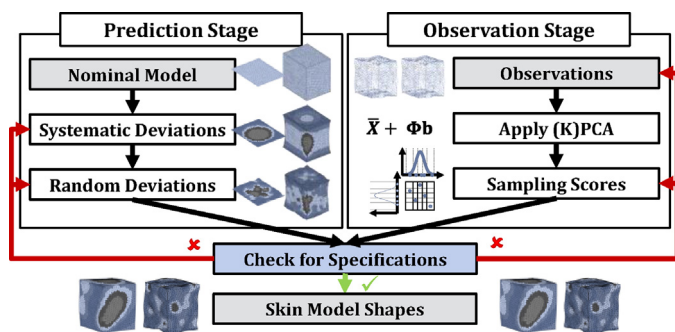 Prediction Stage
Nominal Model
Systematic Deviations
Random Deviations
Observation Stage
Observations
X̄ + Φb
Apply (K)PCA
Sampling Scores
✘
✘
Check for Specifications
✓
Skin Model Shapes